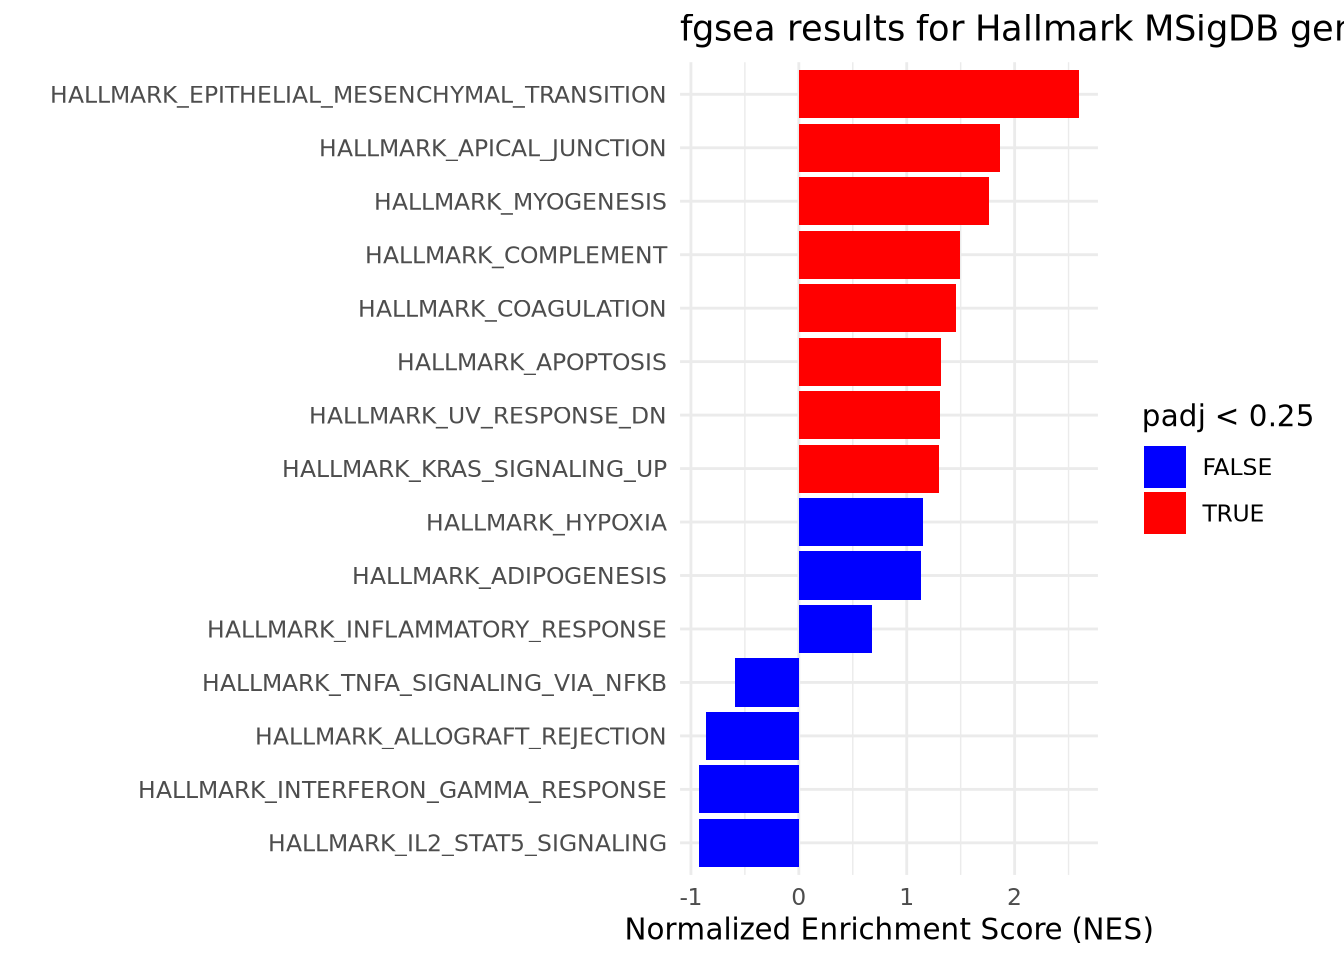 fgsea results for Hallmark MSigDB
HALLMARK_EPITHELIAL_MESENCHYMAL_TRANSITION
HALLMARK_APICAL_JUNCTION
HALLMARK_MYOGENESIS
HALLMARK_COMPLEMENT
HALLMARK_COAGULATION
HALLMARK_APOPTOSIS
HALLMARK_UV_RESPONSE_DN
HALLMARK_KRAS_SIGNALING_UP
HALLMARK_HYPOXIA
HALLMARK_ADIPOGENESIS
HALLMARK_INFLAMMATORY_RESPONSE
HALLMARK_TNFA_SIGNALING_VIA_NFKB
HALLMARK_ALLOGRAFT_REJECTION
HALLMARK_INTERFERON_GAMMA_RESPONSE
HALLMARK_IL2_STAT5_SIGNALING
-1 0 1 2
Normalized Enrichment Score (NES)
padj < 0.25
FALSE
TRUE